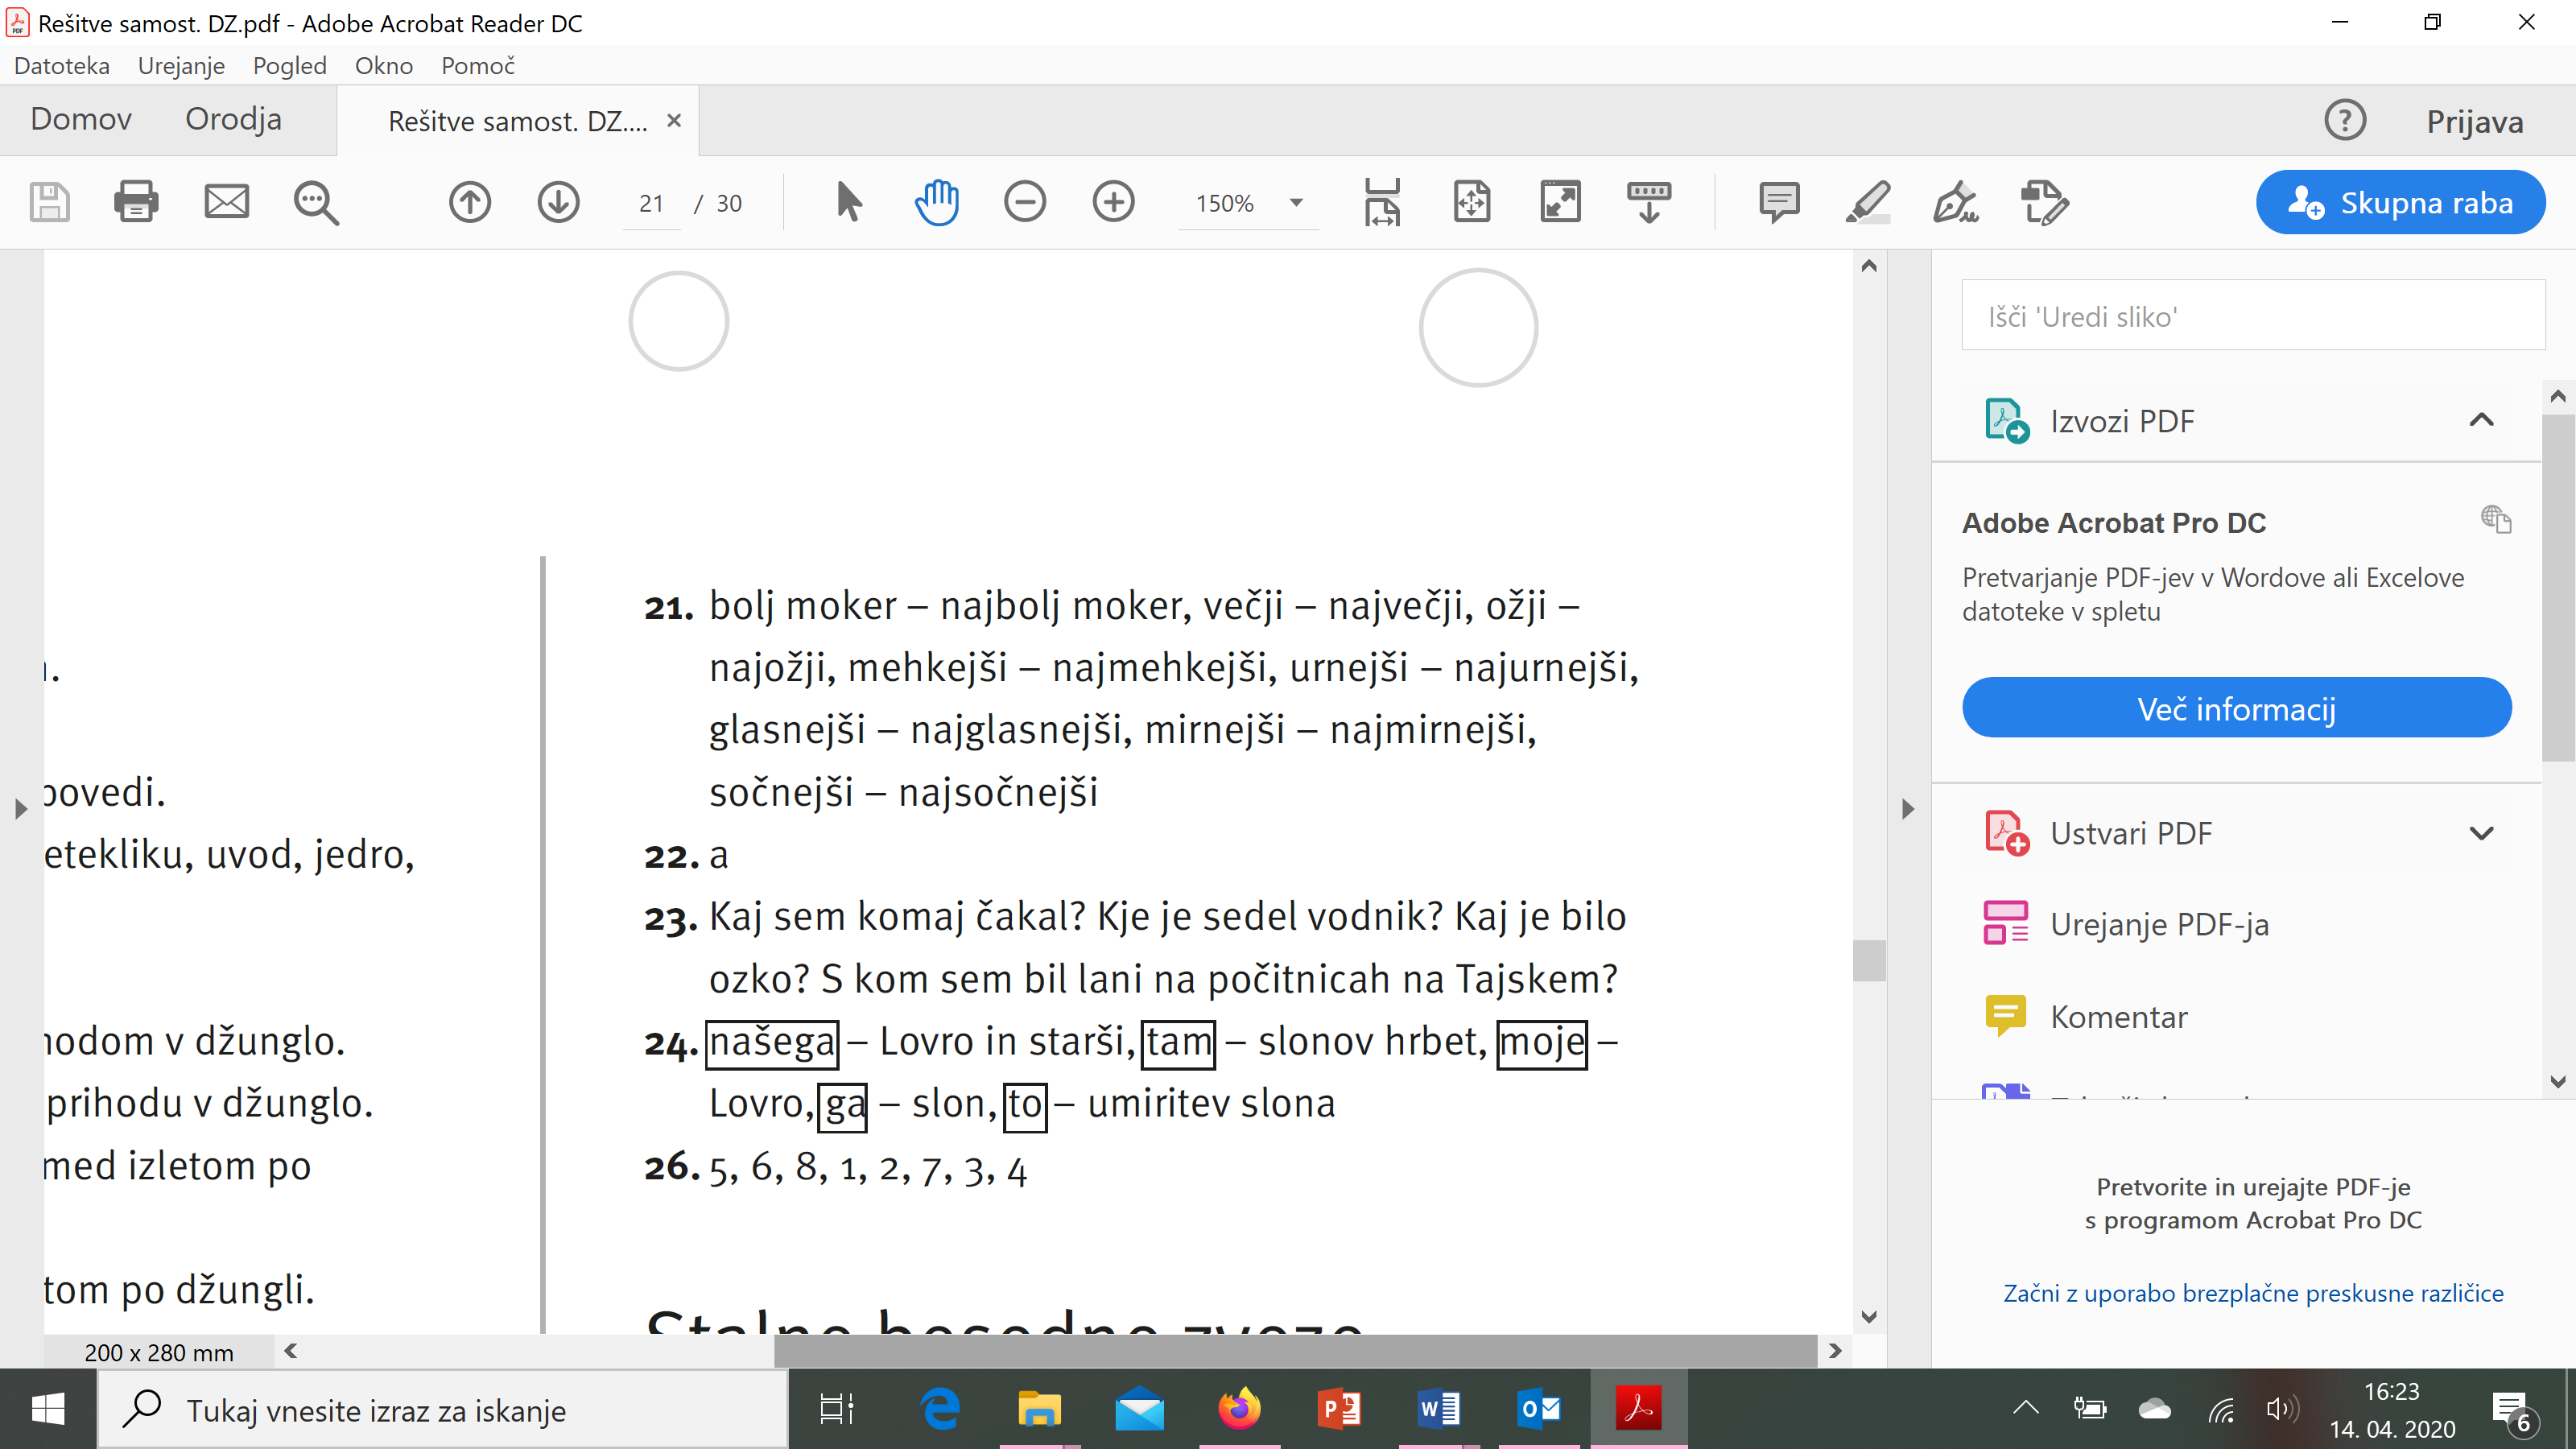 Rešitve samost. DZ.pdf - Adobe Acrobat Reader DC
Datoteka Urejanje Pogled Okno Pomoč
Domov Orodja Rešitve samost. DZ.... Prijava
21 / 30 150% Skupna raba
povedi.
etekliku, uvod, jedro,
hodom v džunglo.
prihodu v džunglo.
med izletom po
tom po džungli.
21. bolj moker – najbolj moker, večji – največji, ožji –
najožji, mehkejši – najmehkejši, urnejši – najurnejši,
glasnejši – najglasnejši, mirnejši – najmirnejši,
sočnejši – najsočnejši
22. a
23. Kaj sem komaj čakal? Kje je sedel vodnik? Kaj je bilo
ozko? S kom sem bil lani na počitnicah na Tajskem?
24. našega – Lovro in starši, tam – slonov hrbet, moje –
Lovro, ga – slon, to – umiritev slona
26. 5, 6, 8, 1, 2, 7, 3, 4
Stalne besedne zveze
200 x 280 mm
Išči 'Uredi sliko'
Izvozi PDF
Adobe Acrobat Pro DC
Pretvarjanje PDF-jev v Wordove ali Excelove
datoteke v spletu
Več informacij
Ustvari PDF
Urejanje PDF-ja
Komentar
Pretvorite in urejajte PDF-je
s programom Acrobat Pro DC
Začni z uporabo brezplačne preskusne različice
Tukaj vnesite izraz za iskanje
16:23
14. 04. 2020
6